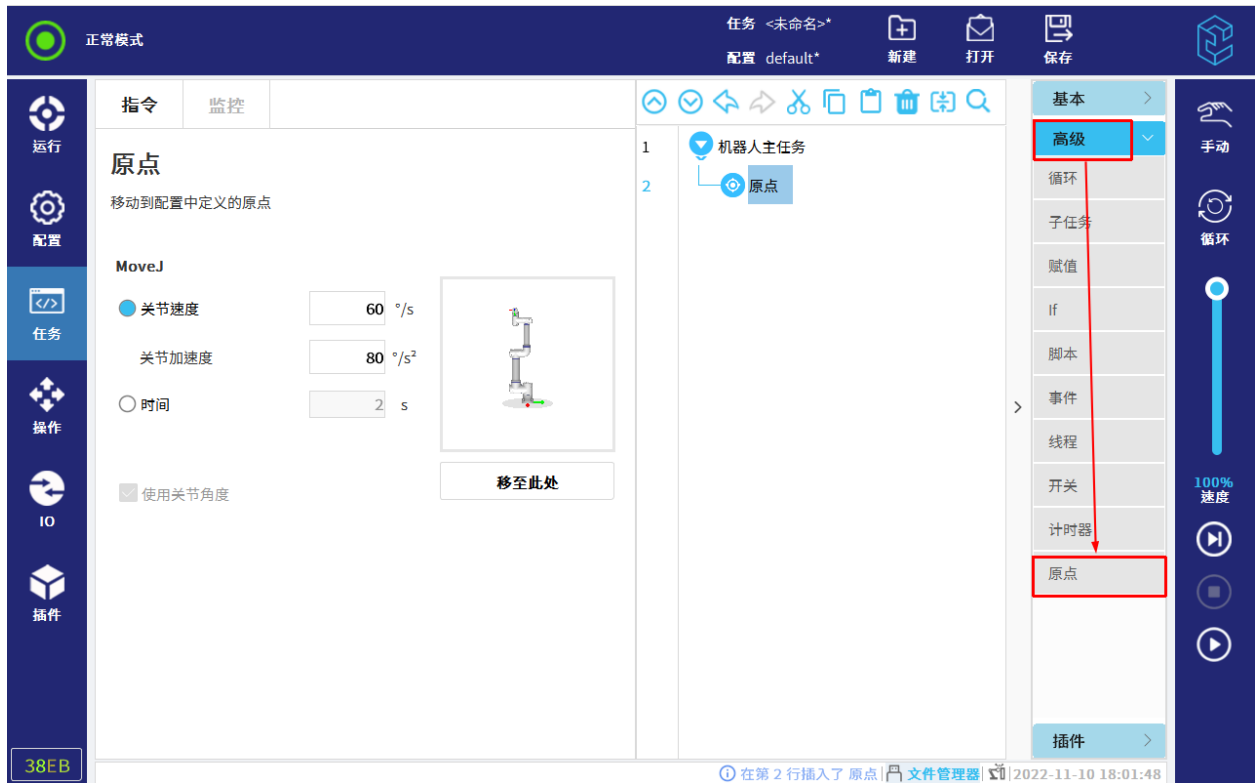 正常模式
任务 <未命名>*
配置 default*
新建
打开
保存
运行
配置
任务
操作
IO
插件
38EB
指令
监控
原点
移动到配置中定义的原点
MoveJ
关节速度 60 °/s
关节加速度 80 °/s²
时间 2 s
使用关节角度
移至此处
1 机器人主任务
2 原点
基本
高级
循环
子任务
赋值
If
脚本
事件
线程
开关
计时器
原点
插件
手动
循环
100%
速度
在第 2 行插入了 原点 文件管理器 2022-11-10 18:01:48